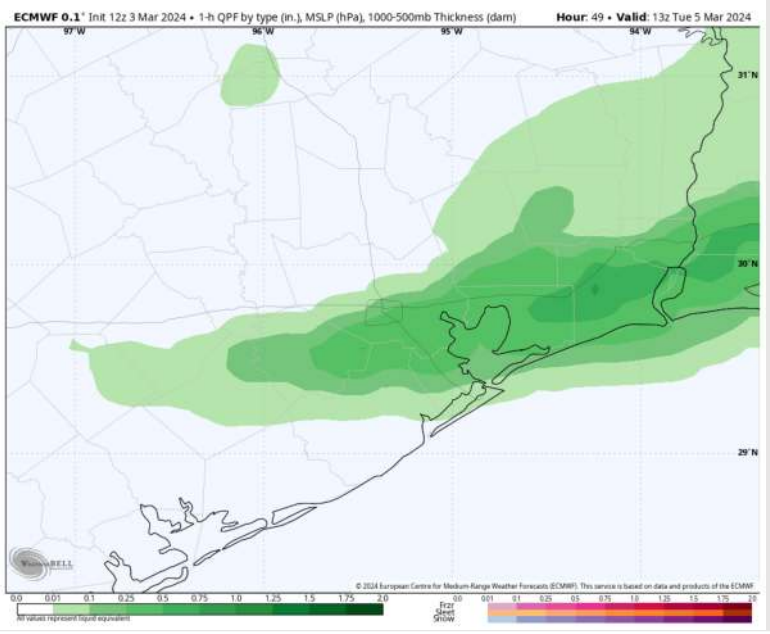 ECMWF 0.1° Init 12z 3 Mar 2024 • 1-h QPF by type (in.), MSLP (hPa), 1000-500mb Thickness (dam) Hour: 49 • Valid: 13z Tue 5 Mar 2024
97°W 96°W 95°W 94°W
31°N
30°N
29°N
WeatherBELL
© 2024 European Centre for Medium-Range Weather Forecasts (ECMWF). This service is based on data and products of the ECMWF
0.0 0.01 0.1 0.25 0.5 0.75 1.0 1.25 1.5 1.75 2.0 0.0 0.01 0.1 0.25 0.5 0.75 1.0 1.25 1.5 1.75 2.0
All values represent liquid equivalent
Frzr
Sleet
Snow